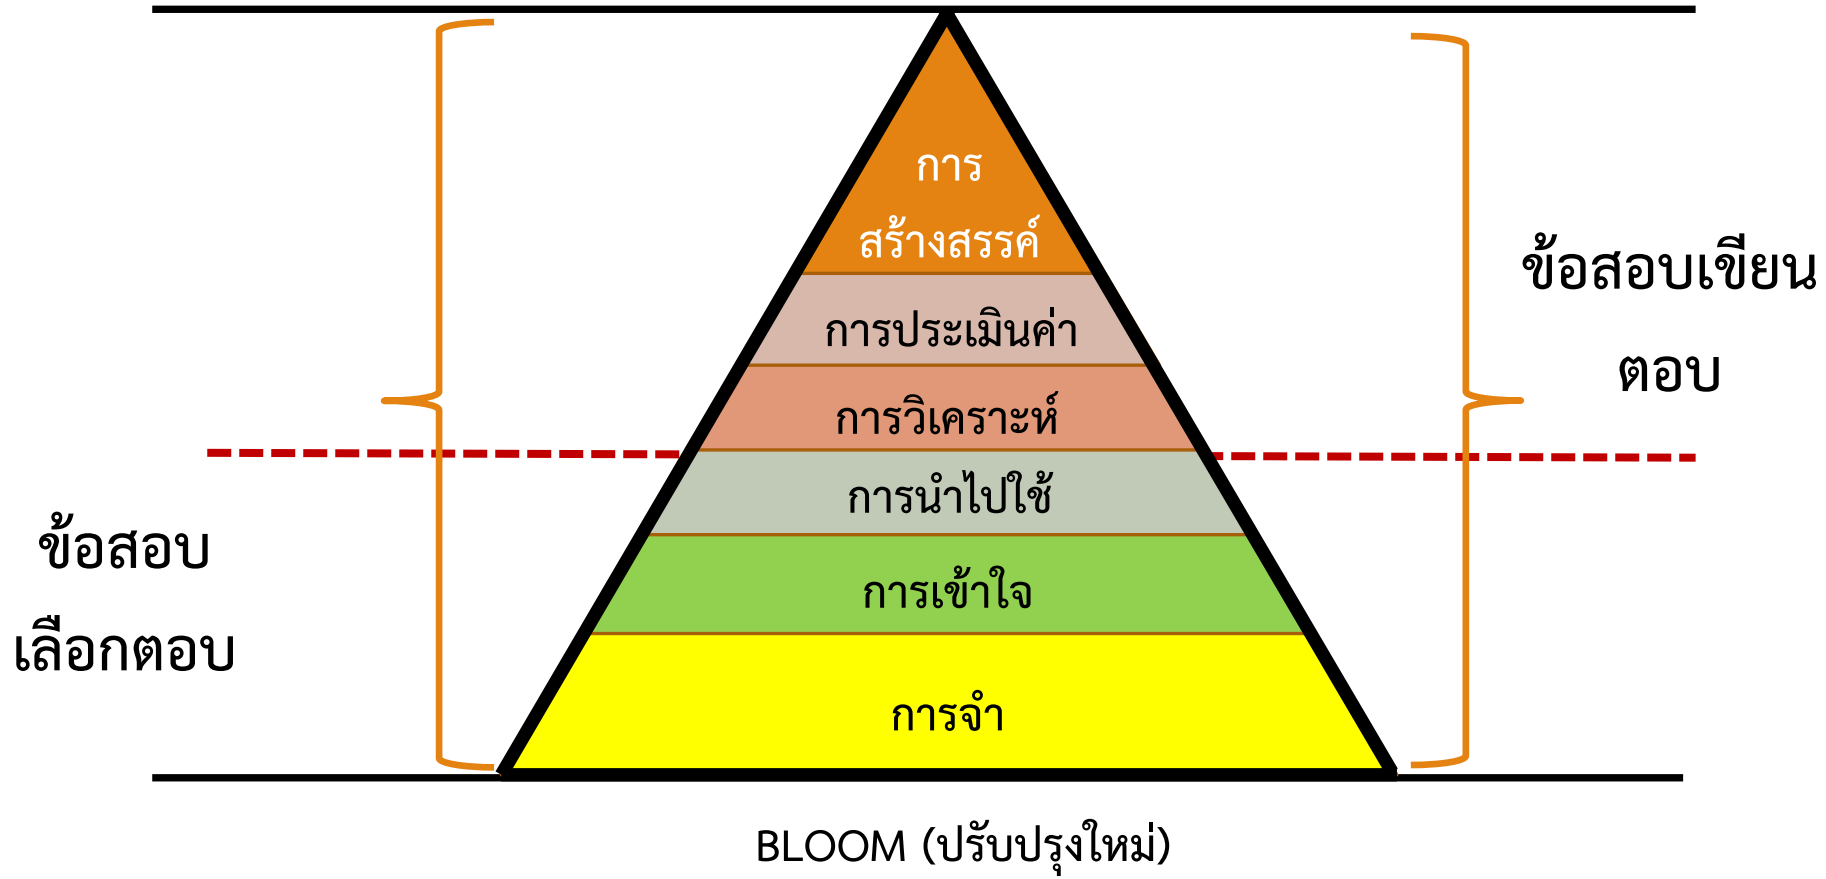 การ
สร้างสรรค์
การประเมินค่า
การวิเคราะห์
การนำไปใช้
การเข้าใจ
การจำ
ข้อสอบ
เลือกตอบ
ข้อสอบเขียน
ตอบ
BLOOM (ปรับปรุงใหม่)